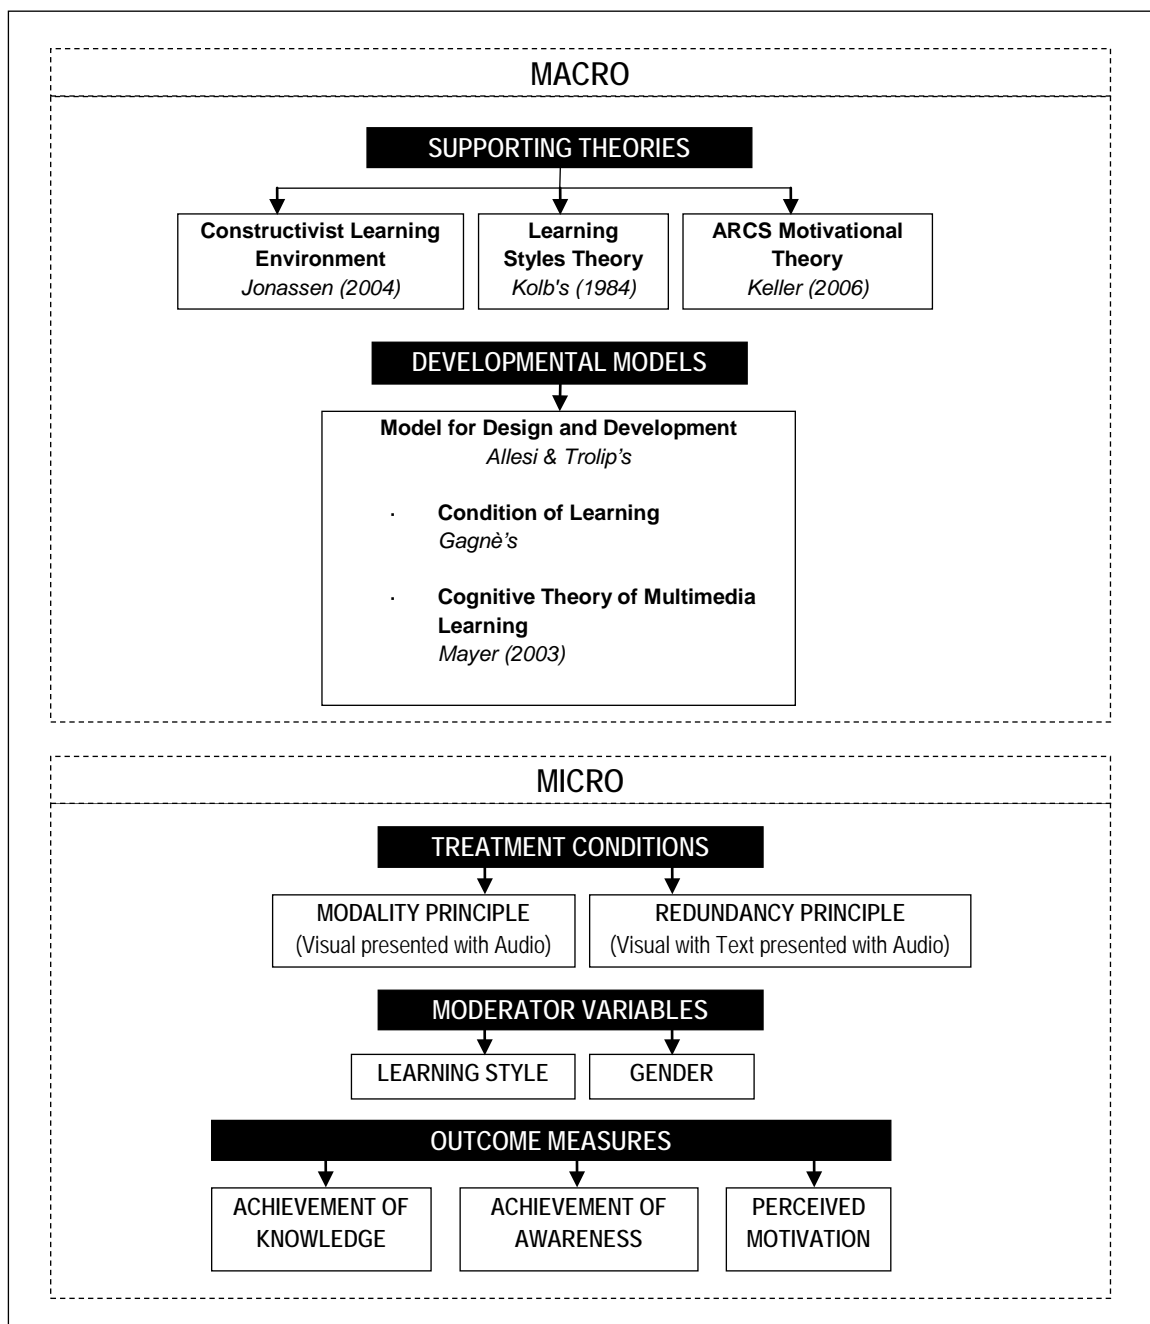 MACRO
SUPPORTING THEORIES
Constructivist Learning
Environment
Jonassen (2004)
Learning
Styles Theory
Kolb's (1984)
ARCS Motivational
Theory
Keller (2006)
DEVELOPMENTAL MODELS
Model for Design and Development
Allesi & Trolip’s
· Condition of Learning
Gagnè’s
· Cognitive Theory of Multimedia
Learning
Mayer (2003)
MICRO
TREATMENT CONDITIONS
MODALITY PRINCIPLE
(Visual presented with Audio)
REDUNDANCY PRINCIPLE
(Visual with Text presented with Audio)
MODERATOR VARIABLES
LEARNING STYLE
GENDER
OUTCOME MEASURES
ACHIEVEMENT OF
KNOWLEDGE
ACHIEVEMENT OF
AWARENESS
PERCEIVED
MOTIVATION